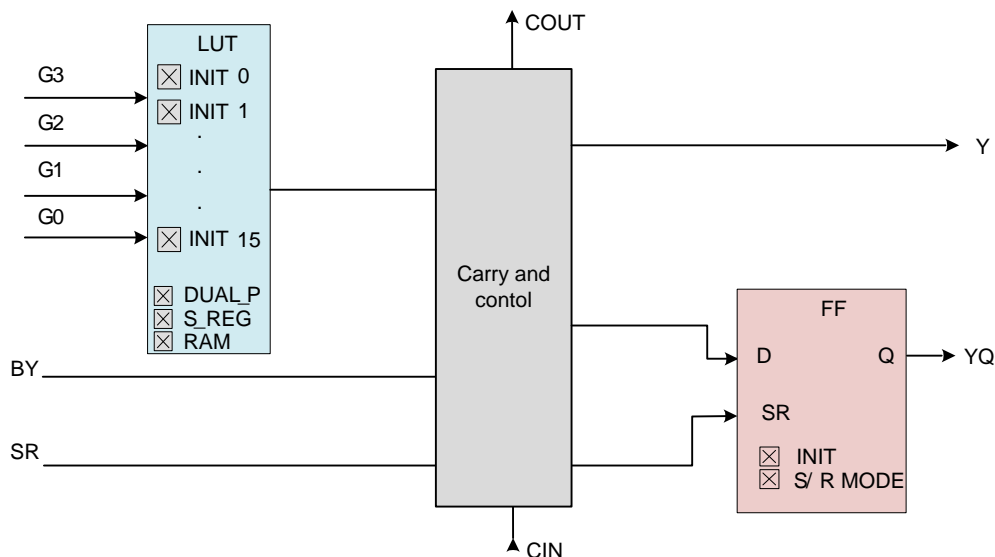 COUT
LUT
G3
INIT 0
INIT 1
G2
.
G1
.
.
G0
INIT 15
DUAL_P
S_REG
RAM
BY
SR
Carry and
contol
Y
FF
D
Q
YQ
SR
INIT
S/ R MODE
CIN